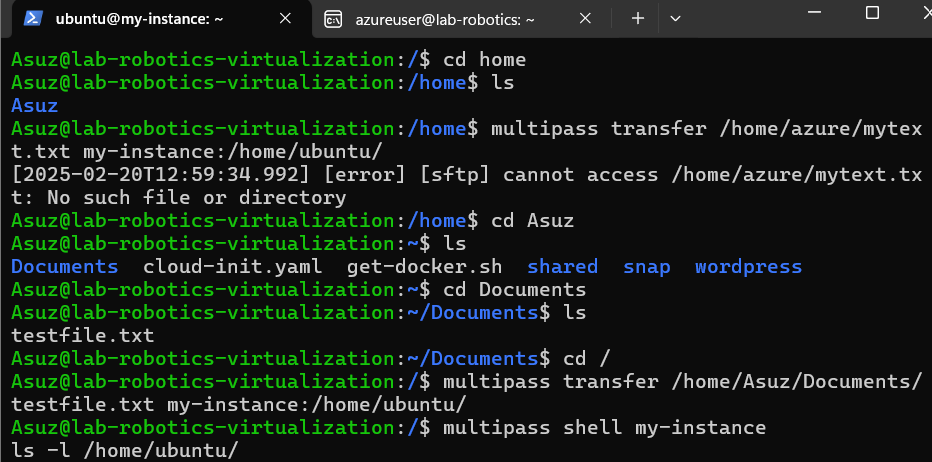 ubuntu@my-instance: ~
azureuser@lab-robotics: ~
Asuz@lab-robotics-virtualization:/$ cd home
Asuz@lab-robotics-virtualization:/home$ ls
Asuz
Asuz@lab-robotics-virtualization:/home$ multipass transfer /home/azure/mytex
t.txt my-instance:/home/ubuntu/
[2025-02-20T12:59:34.992] [error] [sftp] cannot access /home/azure/mytext.tx
t: No such file or directory
Asuz@lab-robotics-virtualization:/home$ cd Asuz
Asuz@lab-robotics-virtualization:~$ ls
Documents cloud-init.yaml get-docker.sh shared snap wordpress
Asuz@lab-robotics-virtualization:~$ cd Documents
Asuz@lab-robotics-virtualization:~/Documents$ ls
testfile.txt
Asuz@lab-robotics-virtualization:~/Documents$ cd /
Asuz@lab-robotics-virtualization:/$ multipass transfer /home/Asuz/Documents/
testfile.txt my-instance:/home/ubuntu/
Asuz@lab-robotics-virtualization:/$ multipass shell my-instance
ls -l /home/ubuntu/